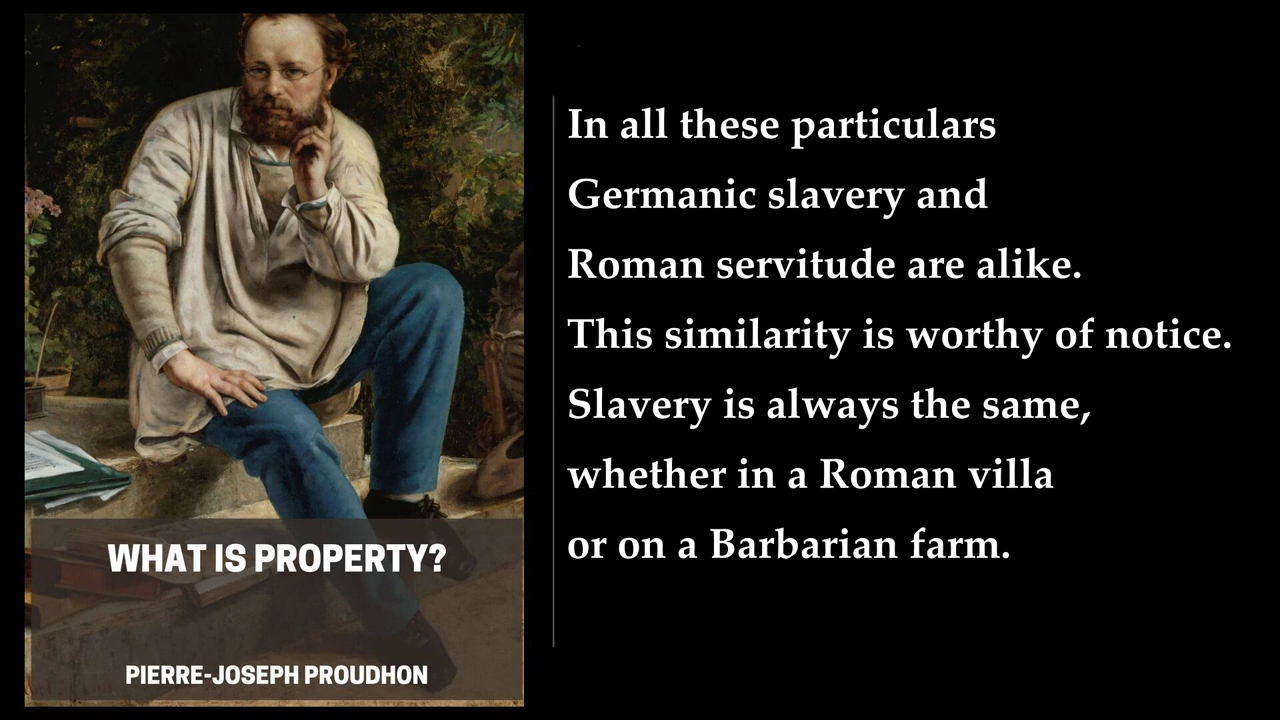 In all these particulars
Germanic slavery and
Roman servitude are alike.
This similarity is worthy of notice.
Slavery is always the same,
whether in a Roman villa
or on a Barbarian farm.
WHAT IS PROPERTY?
PIERRE-JOSEPH PROUDHON